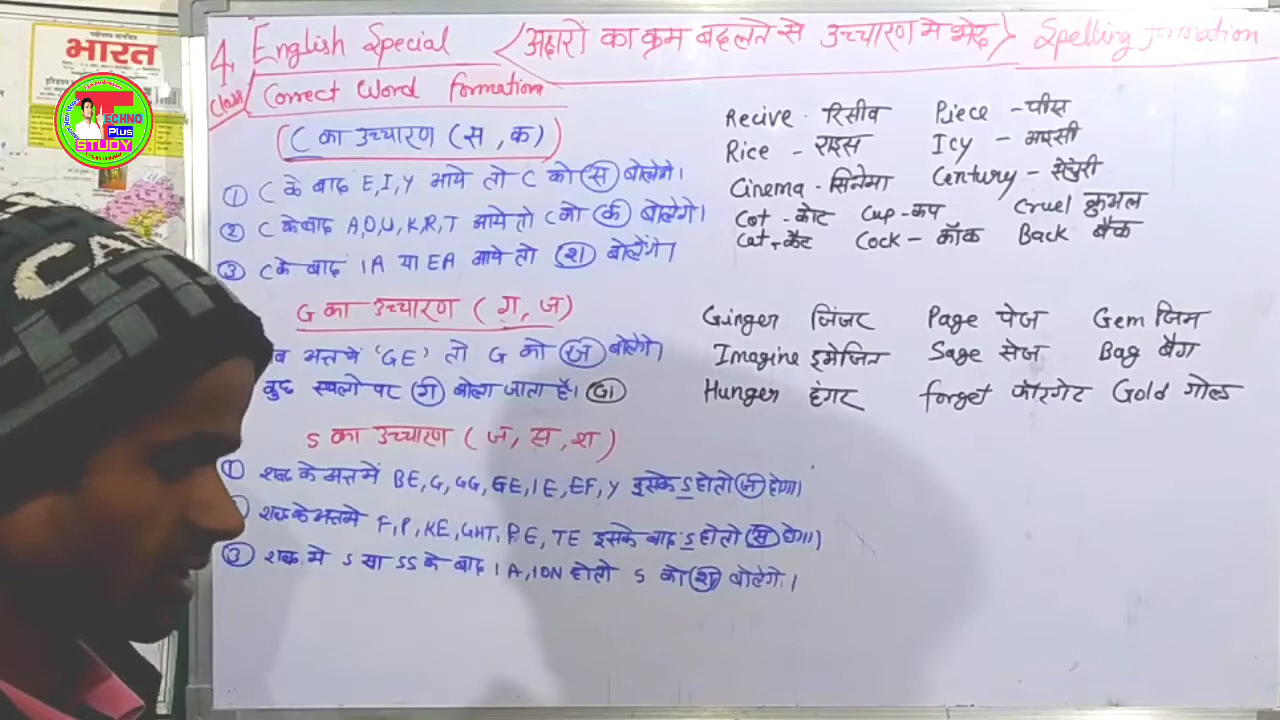 भारत
TECHNO
Plus
STUDY
4
Class
English Special (अक्षरो का क्रम बदलने से उच्चारण मे भेद) Spelling formation
Correct Word Formation
C का उच्चारण (स, क)
① C के बाद E, I, Y आये तो C को स बोलेगे।
② C के बाद A, O, U, K, R, T आये तो C को क बोलेगे।
③ C के बाद IA या EA आये तो श बोलेंगे।
Recive - रिसीव Piece - पीस
Rice - राइस Icy - आइसी
Cinema - सिनेमा Century - सेंचुरी
Cot - कोट Cup - कप Cruel क्रुअल
Cat - कैट Cock - कॉक Back बैक
G का उच्चारण (ग, ज)
अन्त में 'GE' तो G को ज बोलेगे।
कुछ स्थलो पर ग बोला जाता है। G
Ginger जिंजर Page पेज Gem जिम
Imagine इमेजिन Sage सेज Bag बैग
Hunger हंगर forget फॉरगेट Gold गोल्ड
S का उच्चारण (ज, स, श)
① शब्द के अन्त में BE, G, GG, GE, IE, EF, Y इसके S हो तो ज होगा।
शब्द के अन्त मे F, P, KE, GHT, PE, TE इसके बाद S हो तो स होगा।
③ शब्द मे S या SS के बाद IA, ION हो तो S को श बोलेगे।